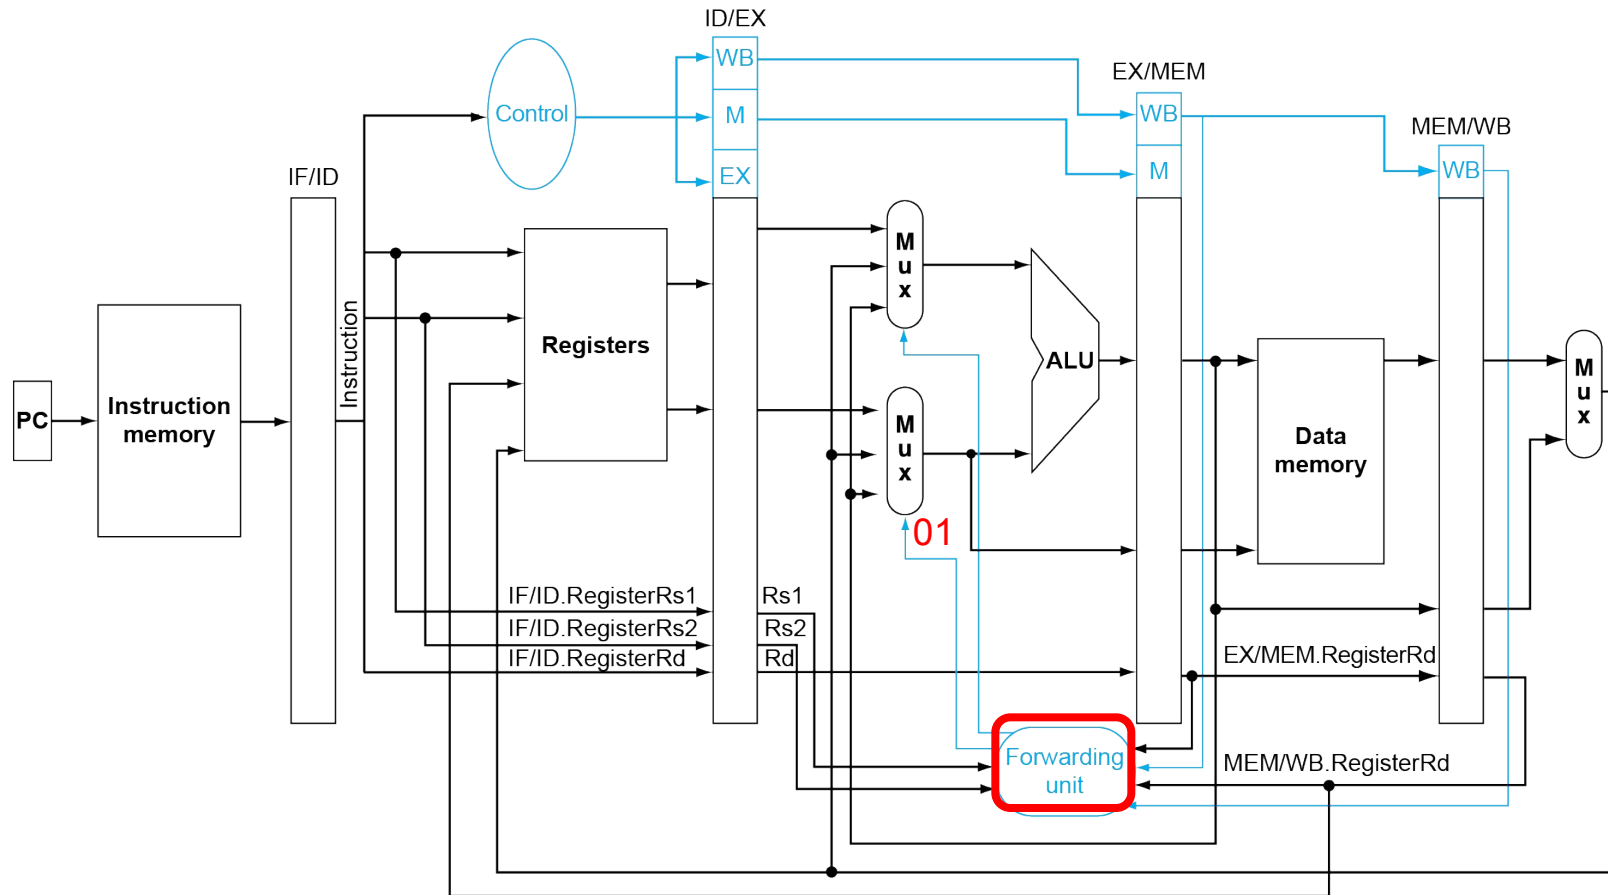 ID/EX
WB
EX/MEM
Control
M
WB
MEM/WB
IF/ID
EX
M
WB
M
u
x
Instruction
Registers
ALU
M
u
x
PC
Instruction
memory
M
u
x
Data
memory
01
IF/ID.RegisterRs1
Rs1
IF/ID.RegisterRs2
Rs2
IF/ID.RegisterRd
Rd
EX/MEM.RegisterRd
Forwarding
unit
MEM/WB.RegisterRd